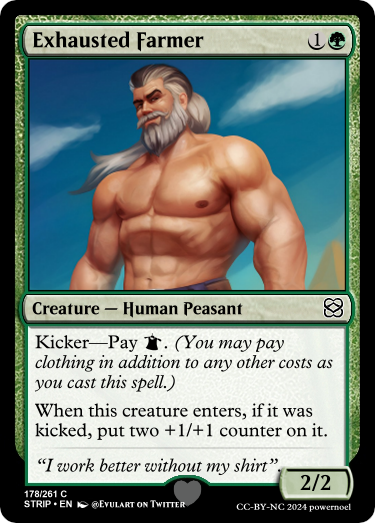 Exhausted Farmer 1
Creature — Human Peasant
Kicker—Pay . (You may pay
clothing in addition to any other costs as
you cast this spell.)
When this creature enters, if it was
kicked, put two +1/+1 counter on it.
“I work better without my shirt”.
2/2
178/261 C
STRIP • EN @Evulart on Twitter
CC-BY-NC 2024 powernoel